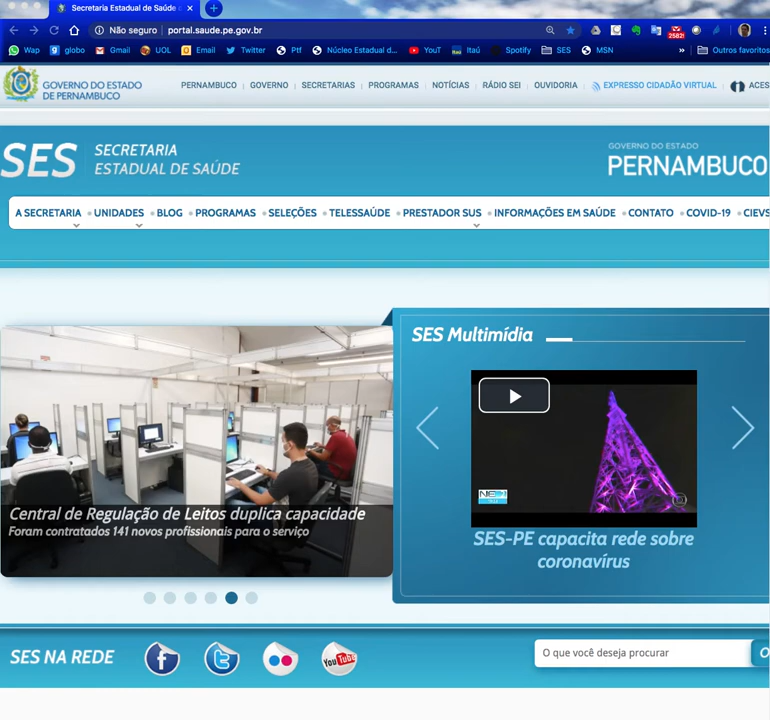 Secretaria Estadual de Saúde
Não seguro
portal.saude.pe.gov.br
2582!
Wap
globo
Gmail
UOL
Email
Twitter
Ptf
Núcleo Estadual d...
YouT
Itaú
Spotify
SES
MSN
»
Outros favoritos
GOVERNO DO ESTADO
DE PERNAMBUCO
PERNAMBUCO
GOVERNO
SECRETARIAS
PROGRAMAS
NOTÍCIAS
RÁDIO SEI
OUVIDORIA
EXPRESSO CIDADÃO VIRTUAL
ACES
SES
SECRETARIA
ESTADUAL DE SAÚDE
GOVERNO DO ESTADO
PERNAMBUCO
A SECRETARIA
UNIDADES
BLOG
PROGRAMAS
SELEÇÕES
TELESSAÚDE
PRESTADOR SUS
INFORMAÇÕES EM SAÚDE
CONTATO
COVID-19
CIEVS
Central de Regulação de Leitos duplica capacidade
Foram contratados 141 novos profissionais para o serviço
SES Multimídia
SES-PE capacita rede sobre
coronavírus
SES NA REDE
You Tube
O que você deseja procurar